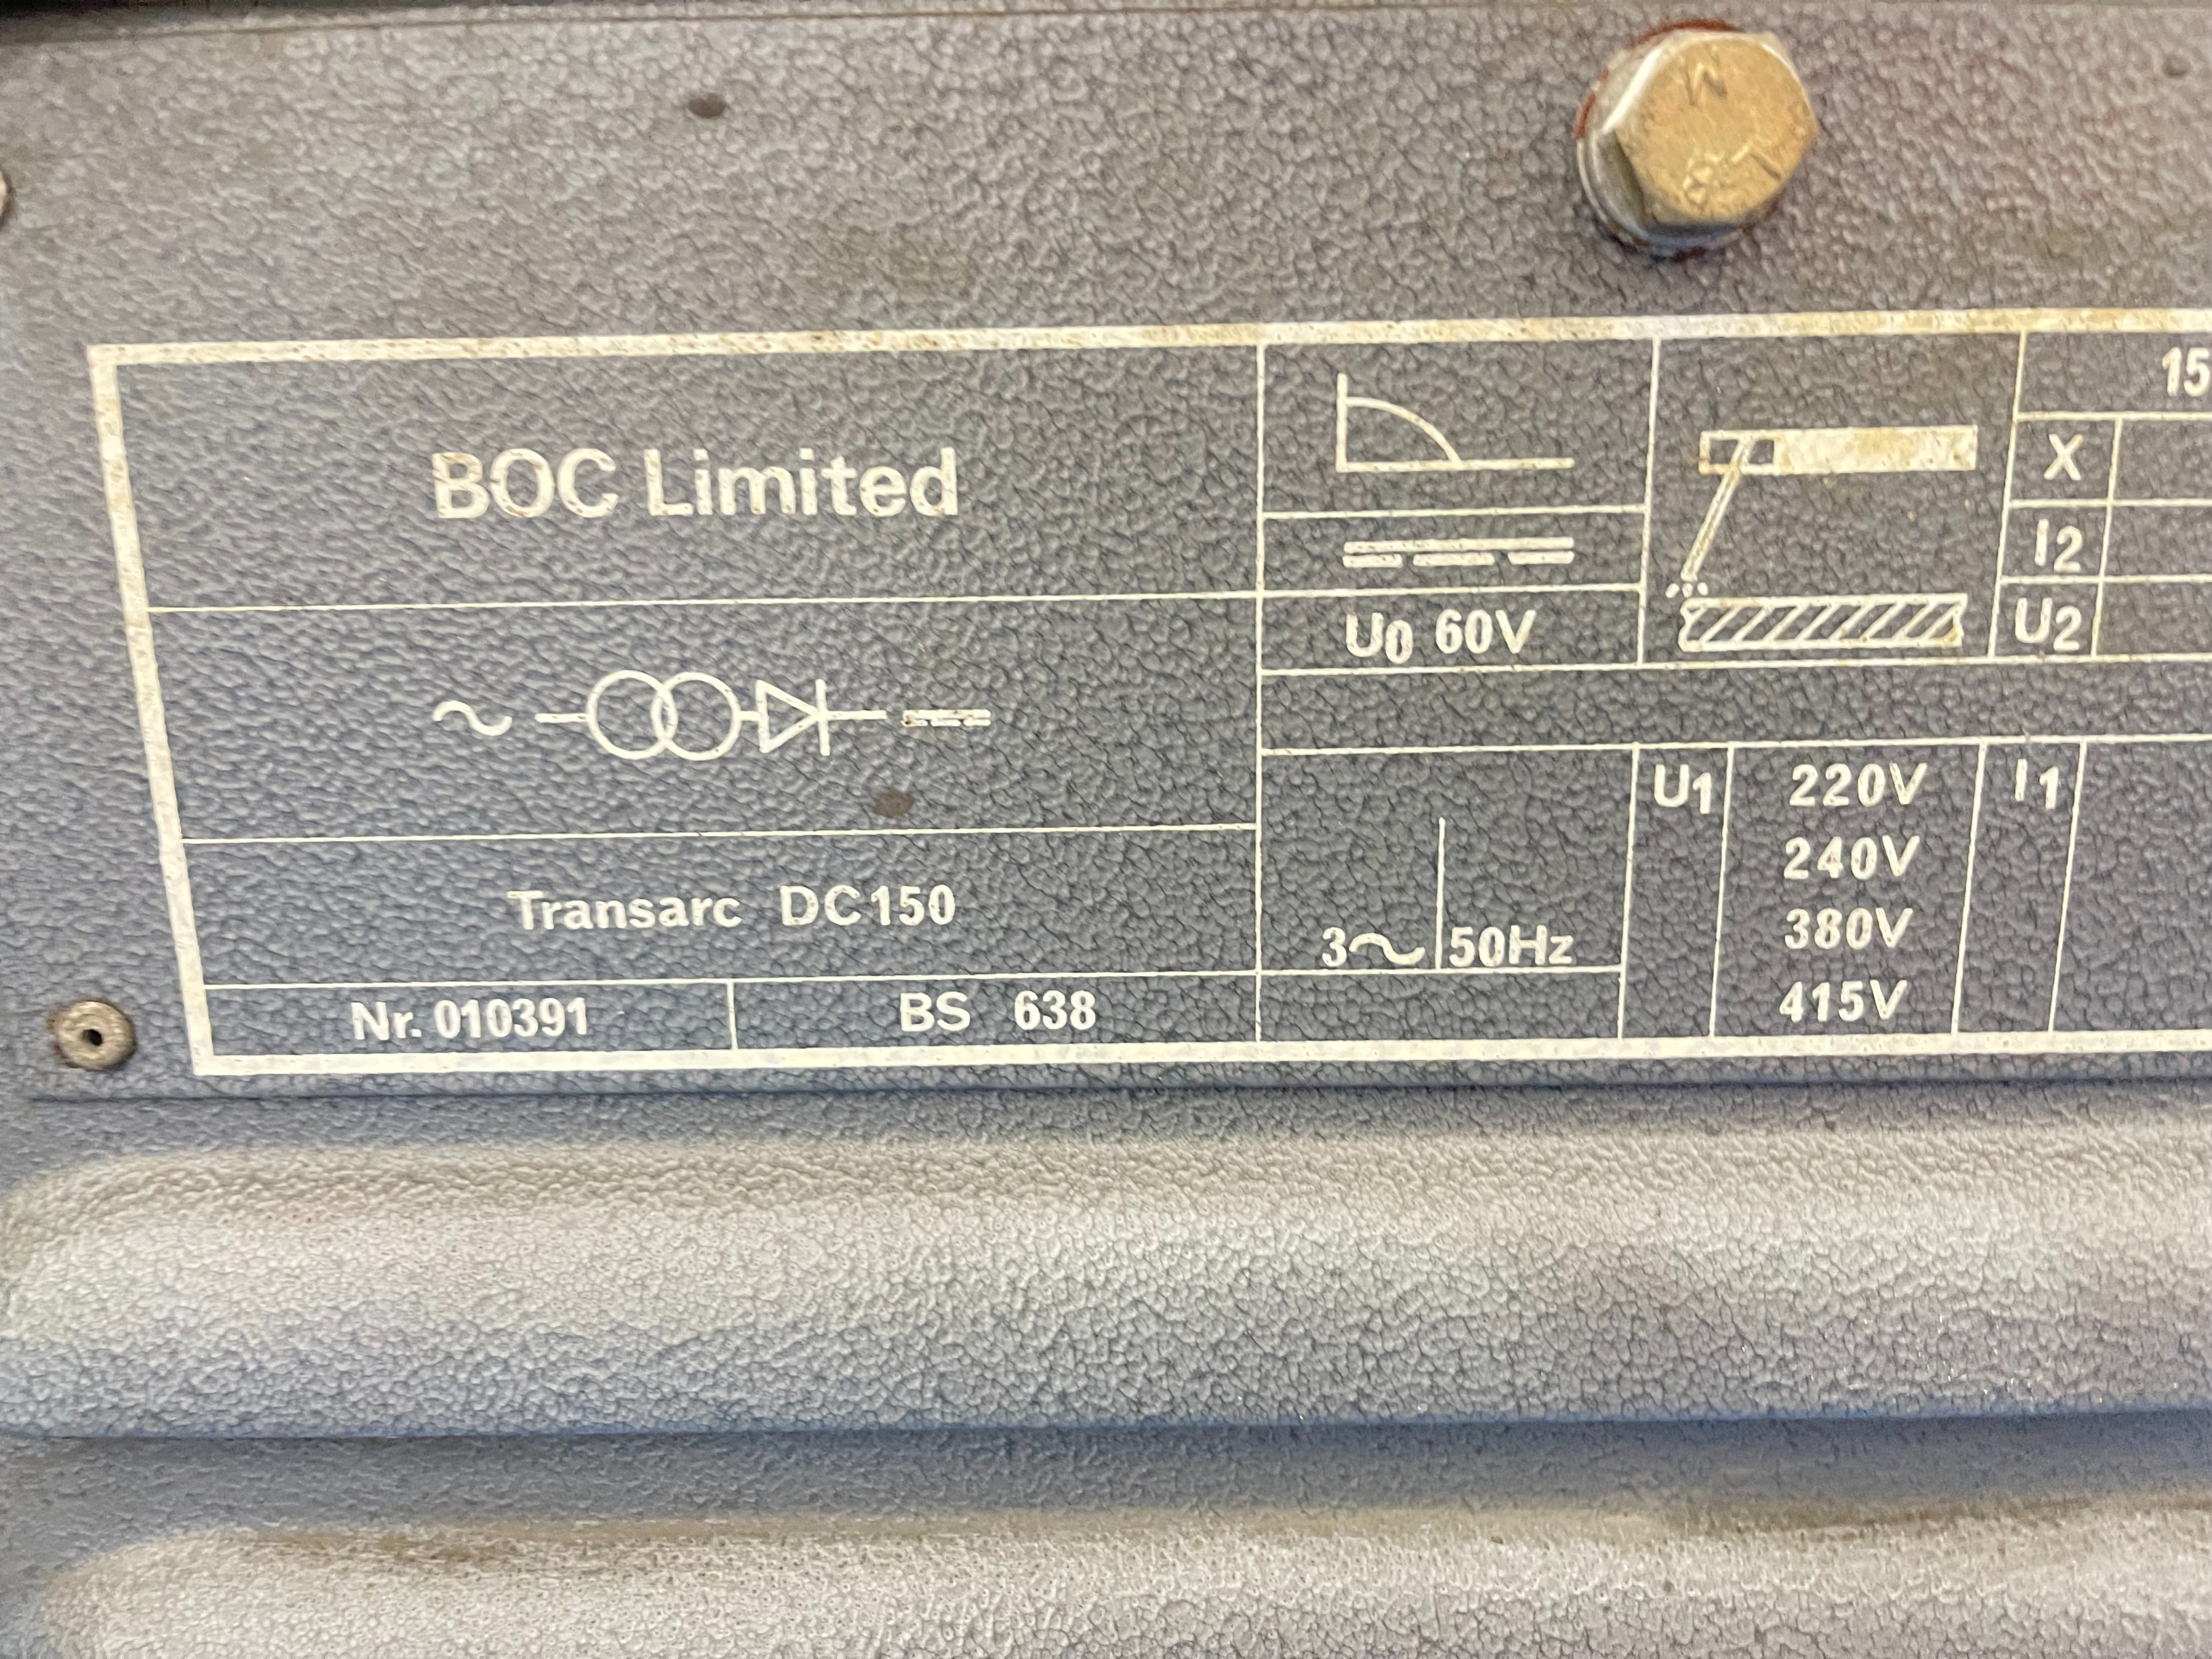 BOC Limited
Transarc DC150
Nr. 010391
BS 638
U0 60V
3~ 50Hz
U1
220V
240V
380V
415V
15
X
I2
U2
I1